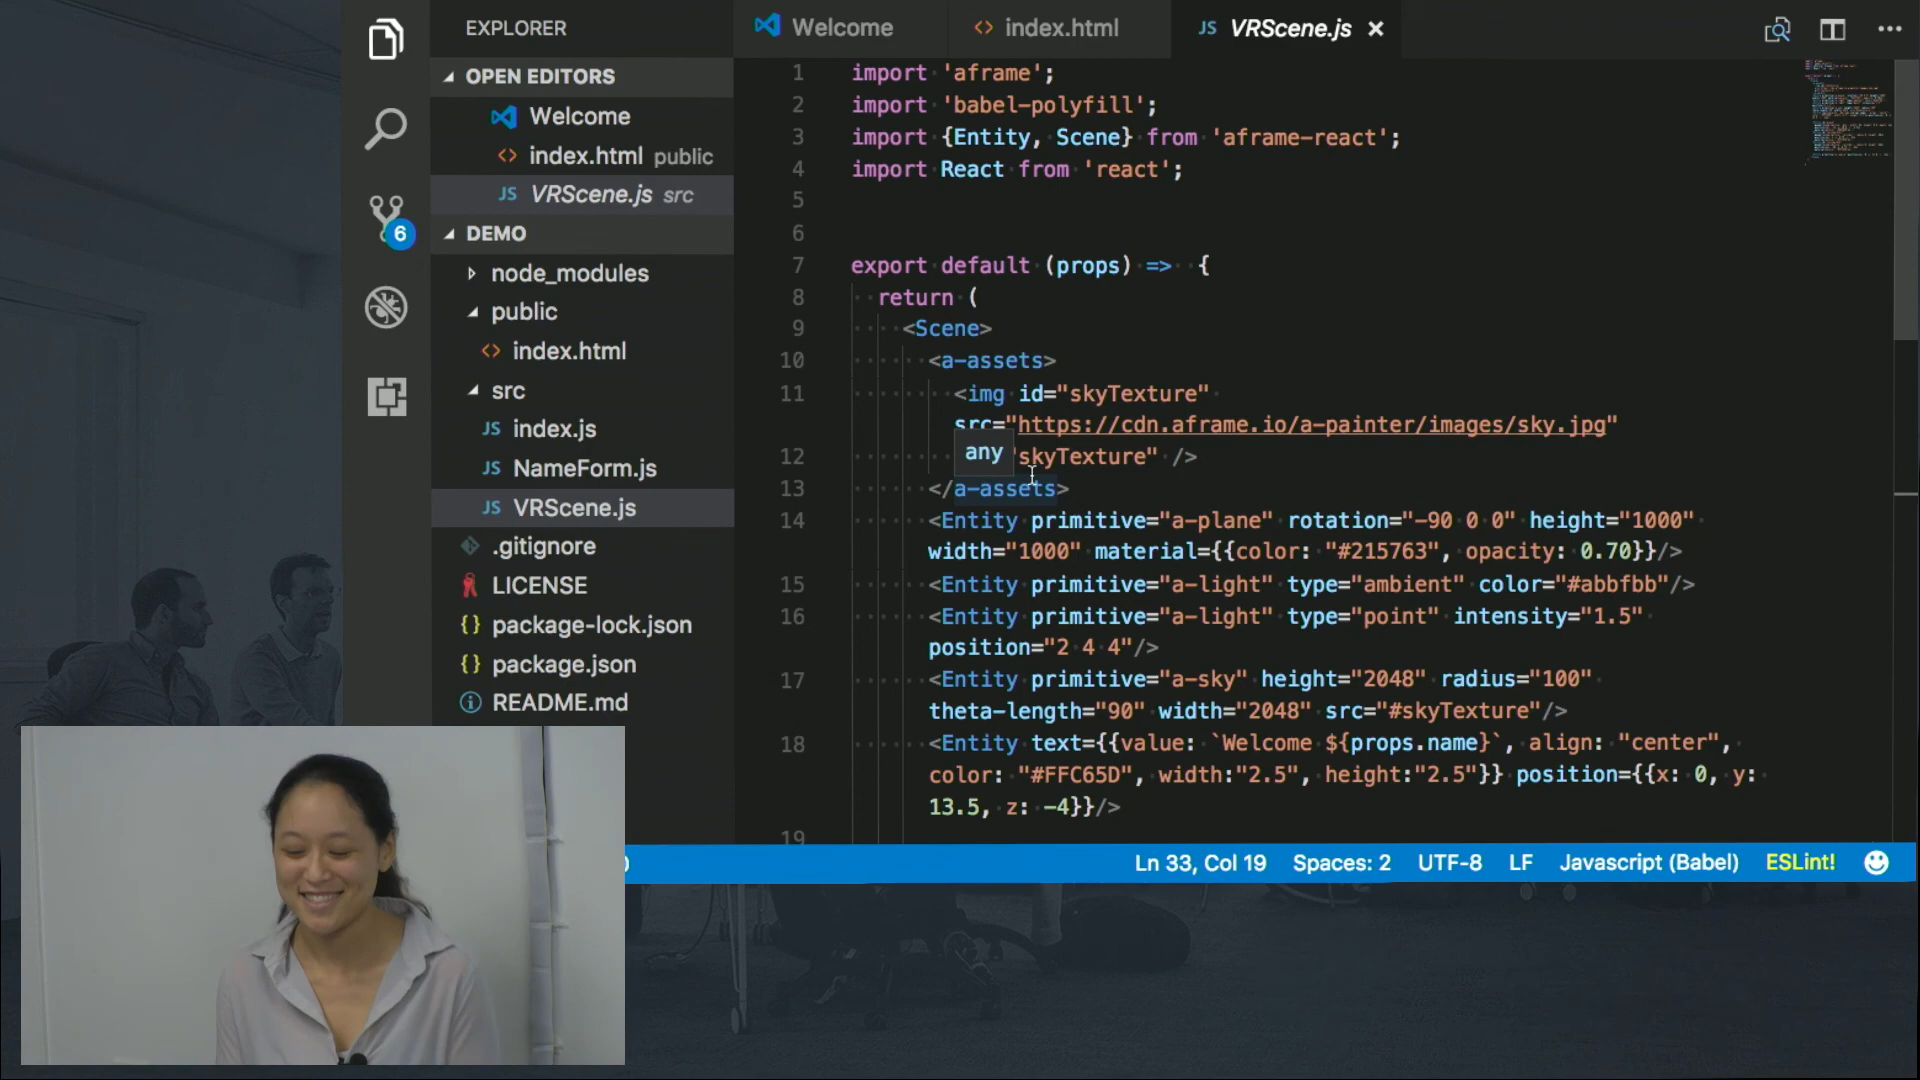 EXPLORER
OPEN EDITORS
Welcome
index.html public
JS VRScene.js src
6
DEMO
node_modules
public
index.html
src
JS index.js
JS NameForm.js
JS VRScene.js
.gitignore
LICENSE
{} package-lock.json
{} package.json
README.md
Welcome
index.html
JS VRScene.js
1 import 'aframe';
2 import 'babel-polyfill';
3 import {Entity, Scene} from 'aframe-react';
4 import React from 'react';
5
6
7 export default (props) => {
8 return (
9 <Scene>
10 <a-assets>
11 <img id="skyTexture"
src="https://cdn.aframe.io/a-painter/images/sky.jpg"
any
12 "skyTexture" />
13 </a-assets>
14 <Entity primitive="a-plane" rotation="-90 0 0" height="1000"
width="1000" material={{color: "#215763", opacity: 0.70}}/>
15 <Entity primitive="a-light" type="ambient" color="#abbfbb"/>
16 <Entity primitive="a-light" type="point" intensity="1.5"
position="2 4 4"/>
17 <Entity primitive="a-sky" height="2048" radius="100"
theta-length="90" width="2048" src="#skyTexture"/>
18 <Entity text={{value: `Welcome ${props.name}`, align: "center",
color: "#FFC65D", width:"2.5", height:"2.5"}} position={{x: 0, y:
13.5, z: -4}}/>
19
Ln 33, Col 19 Spaces: 2 UTF-8 LF Javascript (Babel) ESLint!